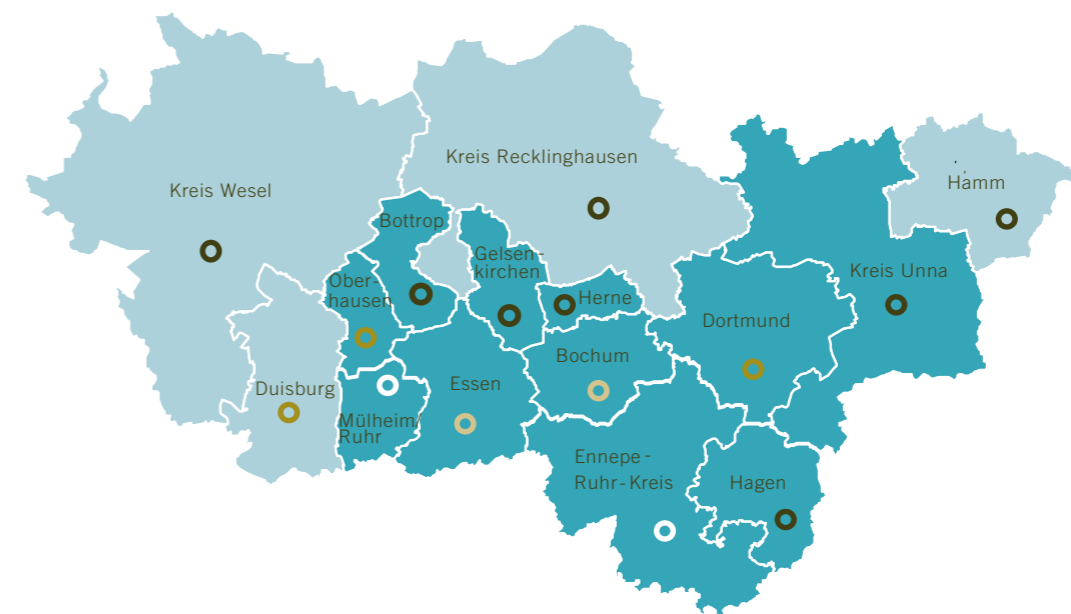 Kreis Recklinghausen
Hamm
Kreis Wesel
Bottrop
Gelsen-
kirchen
Kreis Unna
Ober-
hausen
Herne
Dortmund
Bochum
Duisburg
Essen
Mülheim/
Ruhr
Ennepe-
Ruhr-Kreis
Hagen